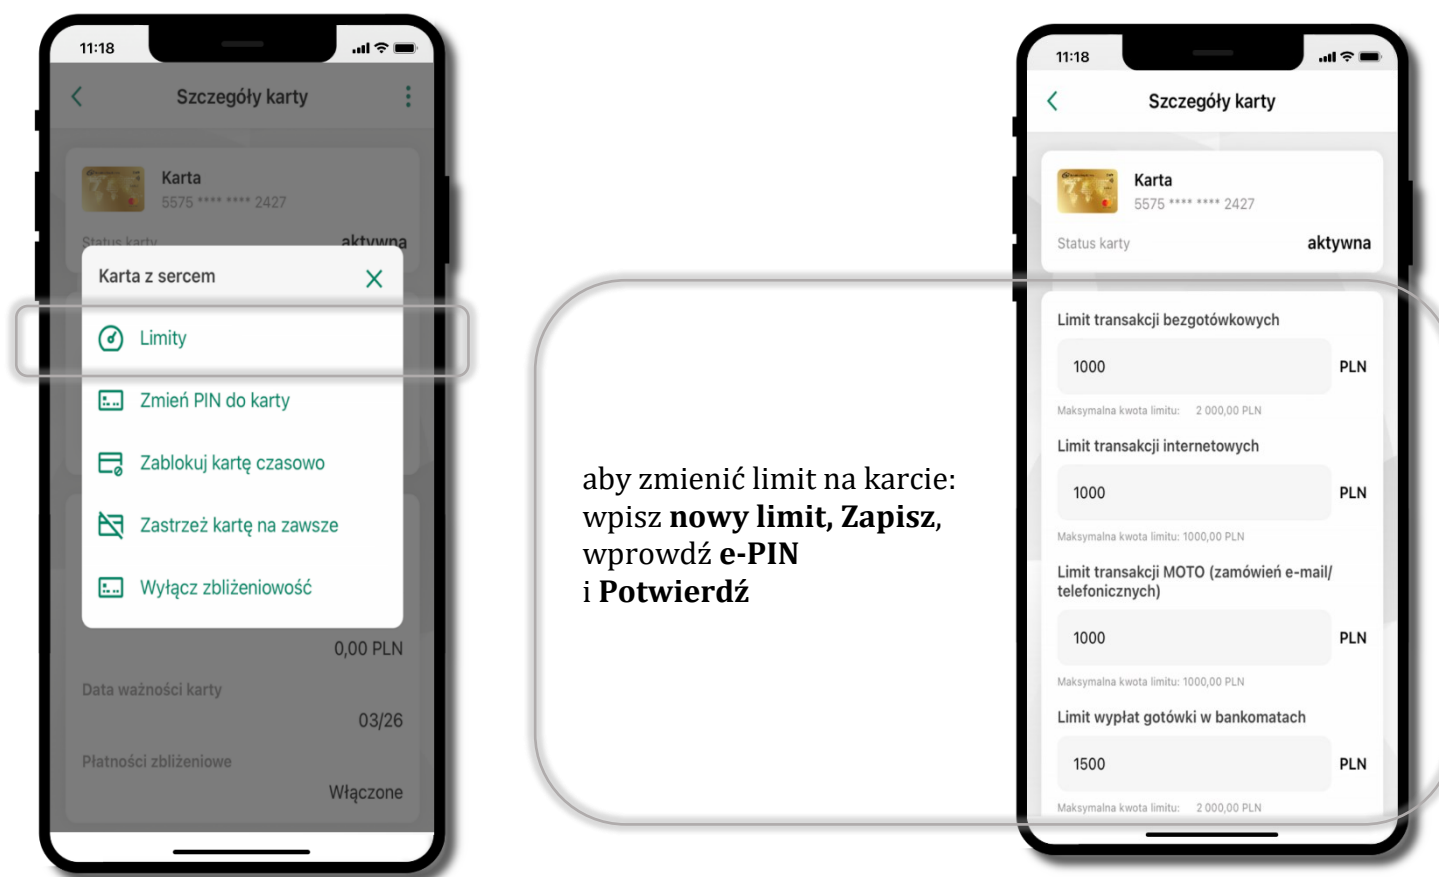 11:18
Szczegóły karty
Karta
5575 **** **** 2427
Status karty
aktywna
Karta z sercem
Limity
Zmień PIN do karty
Zablokuj kartę czasowo
Zastrzeż kartę na zawsze
Wyłącz zbliżeniowość
0,00 PLN
Data ważności karty
03/26
Płatności zbliżeniowe
Włączone
aby zmienić limit na karcie:
wpisz nowy limit, Zapisz,
wprowdź e-PIN
i Potwierdź
11:18
Szczegóły karty
Karta
5575 **** **** 2427
Status karty
aktywna
Limit transakcji bezgotówkowych
1000 PLN
Maksymalna kwota limitu: 2 000,00 PLN
Limit transakcji internetowych
1000 PLN
Maksymalna kwota limitu: 1000,00 PLN
Limit transakcji MOTO (zamówień e-mail/
telefonicznych)
1000 PLN
Maksymalna kwota limitu: 1000,00 PLN
Limit wypłat gotówki w bankomatach
1500 PLN
Maksymalna kwota limitu: 2 000,00 PLN